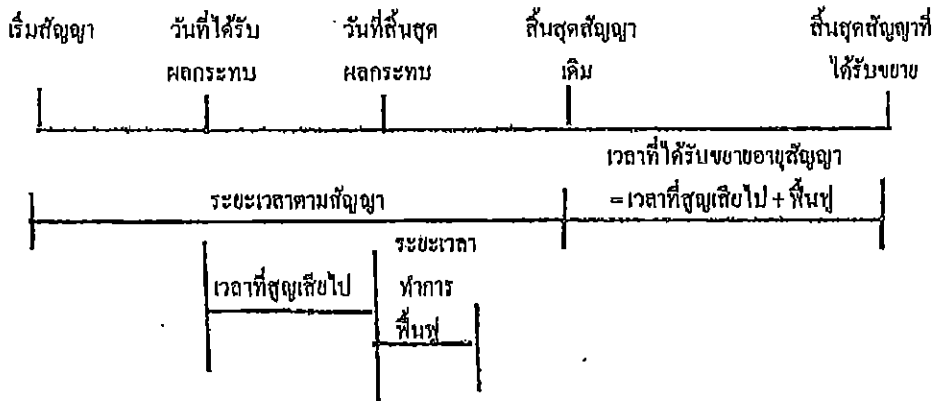 เริ่มสัญญา วันที่ได้รับ วันที่สิ้นสุด สิ้นสุดสัญญา สิ้นสุดสัญญาที่
ผลกระทบ ผลกระทบ เดิม ได้รับขยาย
เวลาที่ได้รับขยายอายุสัญญา
ระยะเวลาตามสัญญา =เวลาที่สูญเสียไป + ฟื้นฟู
ระยะเวลา
เวลาที่สูญเสียไป ทำการ
ฟื้นฟู